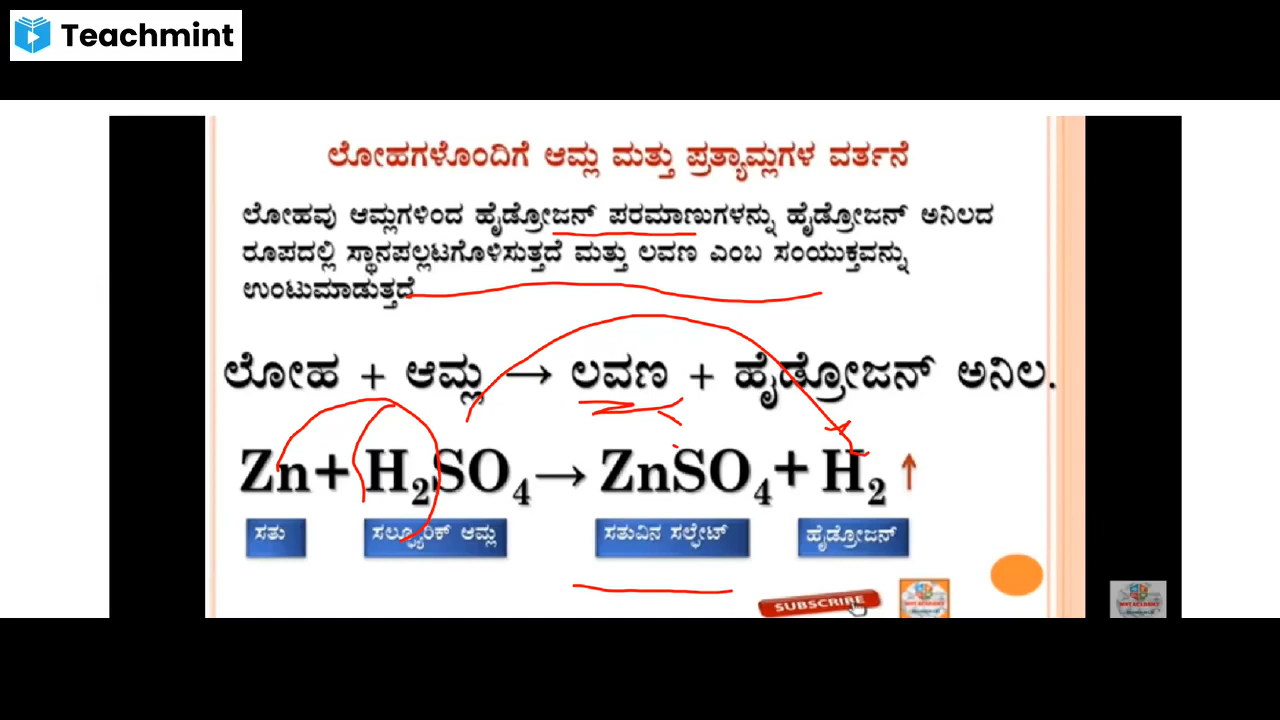 Teachmint
ಲೋಹಗಳೊಂದಿಗೆ ಆಮ್ಲ ಮತ್ತು ಪ್ರತ್ಯಾಮ್ಲಗಳ ವರ್ತನೆ
ಲೋಹವು ಆಮ್ಲಗಳಿಂದ ಹೈಡ್ರೋಜನ್ ಪರಮಾಣುಗಳನ್ನು ಹೈಡ್ರೋಜನ್ ಅನಿಲದ
ರೂಪದಲ್ಲಿ ಸ್ಥಾನಪಲ್ಲಟಗೊಳಿಸುತ್ತದೆ ಮತ್ತು ಲವಣ ಎಂಬ ಸಂಯುಕ್ತವನ್ನು
ಉಂಟುಮಾಡುತ್ತದೆ
ಲೋಹ + ಆಮ್ಲ → ಲವಣ + ಹೈಡ್ರೋಜನ್ ಅನಿಲ.
Zn + H₂SO₄ → ZnSO₄ + H₂ ↑
ಸತು ಸಲ್ಫ್ಯೂರಿಕ್ ಆಮ್ಲ ಸತುವಿನ ಸಲ್ಫೇಟ್ ಹೈಡ್ರೋಜನ್
SUBSCRIBE